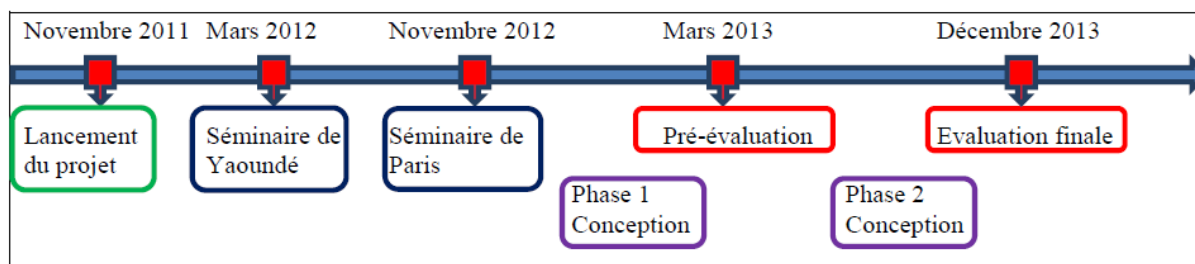 Novembre 2011
Mars 2012
Novembre 2012
Mars 2013
Décembre 2013
Lancement
du projet
Séminaire de
Yaoundé
Séminaire de
Paris
Pré-évaluation
Evaluation finale
Phase 1
Conception
Phase 2
Conception